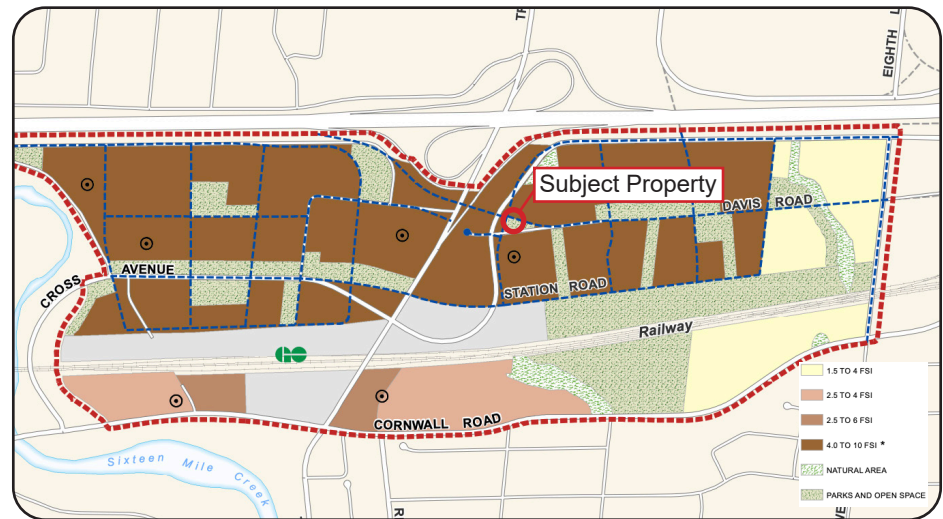 TR
EIGHTH L
Subject Property
DAVIS ROAD
CROSS
AVENUE
STATION ROAD
Railway
GO
CORNWALL ROAD
Sixteen Mile Creek
1.5 TO 4 FSI
2.5 TO 4 FSI
2.5 TO 6 FSI
4.0 TO 10 FSI *
NATURAL AREA
PARKS AND OPEN SPACE